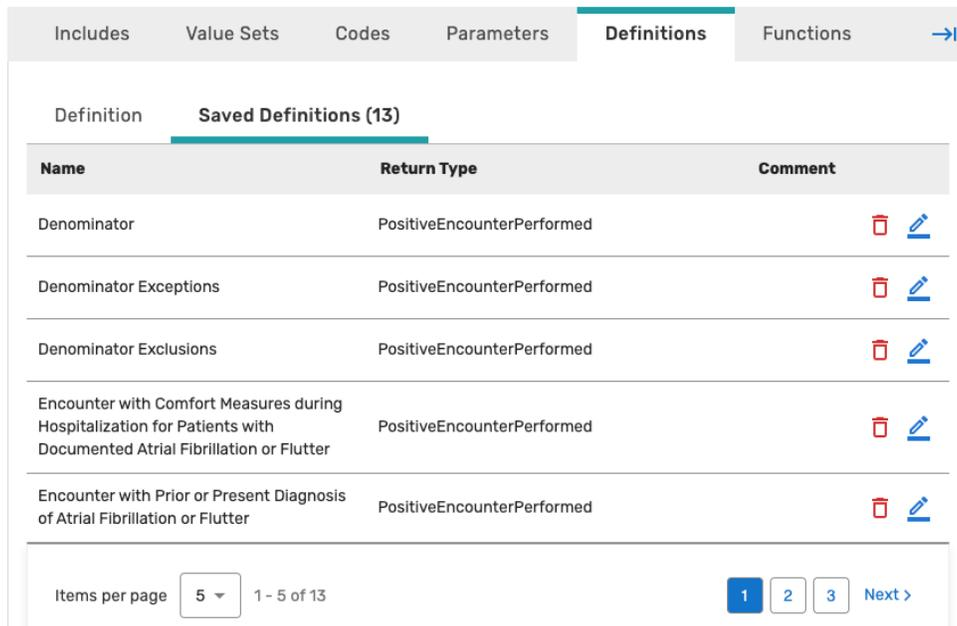 Includes Value Sets Codes Parameters Definitions Functions
Definition Saved Definitions (13)
Name Return Type Comment
Denominator PositiveEncounterPerformed
Denominator Exceptions PositiveEncounterPerformed
Denominator Exclusions PositiveEncounterPerformed
Encounter with Comfort Measures during
Hospitalization for Patients with PositiveEncounterPerformed
Documented Atrial Fibrillation or Flutter
Encounter with Prior or Present Diagnosis
of Atrial Fibrillation or Flutter PositiveEncounterPerformed
Items per page 5 1 - 5 of 13 1 2 3 Next >